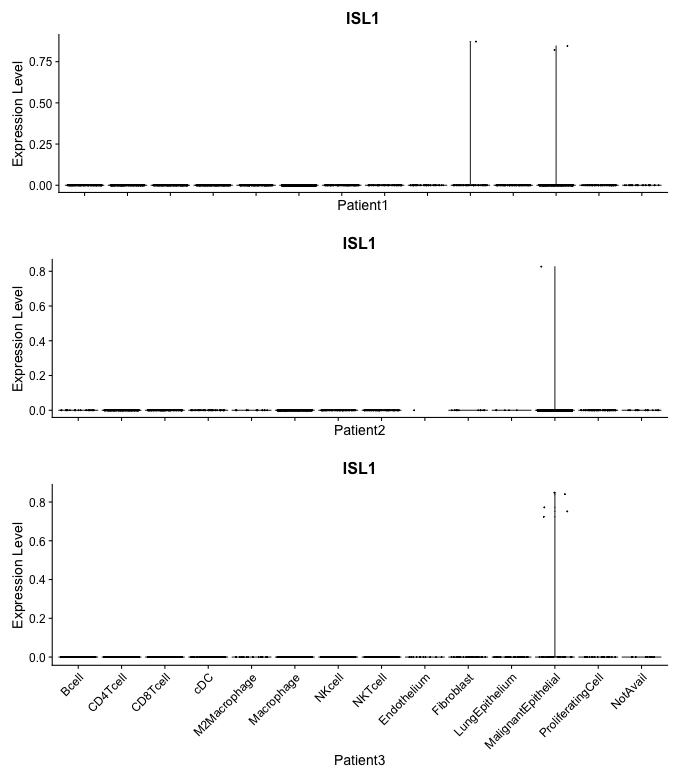 ISL1
Expression Level
0.75
0.50
0.25
0.00
Patient1
ISL1
Expression Level
0.8
0.6
0.4
0.2
0.0
Patient2
ISL1
Expression Level
0.8
0.6
0.4
0.2
0.0
Bcell
CD4Tcell
CD8Tcell
cDC
M2Macrophage
Macrophage
NKcell
NKTcell
Endothelium
Fibroblast
LungEpithelium
MalignantEpithelial
ProliferatingCell
NotAvail
Patient3